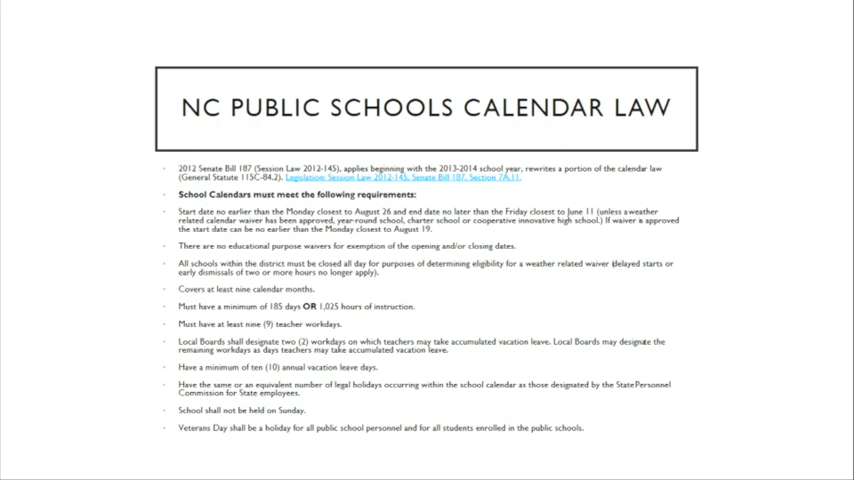 NC PUBLIC SCHOOLS CALENDAR LAW
2012 Senate Bill 187 (Session Law 2012-145), applies beginning with the 2013-2014 school year, rewrites a portion of the calendar law
(General Statute 115C-84.2). Legislation: Session Law 2012-145, Senate Bill 187, Section 7A.11.
School Calendars must meet the following requirements:
Start date no earlier than the Monday closest to August 26 and end date no later than the Friday closest to June 11 (unless a weather
related calendar waiver has been approved, year-round school, charter school or cooperative innovative high school.) If waiver is approved
the start date can be no earlier than the Monday closest to August 19.
There are no educational purpose waivers for exemption of the opening and/or closing dates.
All schools within the district must be closed all day for purposes of determining eligibility for a weather related waiver (delayed starts or
early dismissals of two or more hours no longer apply).
Covers at least nine calendar months.
Must have a minimum of 185 days OR 1,025 hours of instruction.
Must have at least nine (9) teacher workdays.
Local Boards shall designate two (2) workdays on which teachers may take accumulated vacation leave. Local Boards may designate the
remaining workdays as days teachers may take accumulated vacation leave.
Have a minimum of ten (10) annual vacation leave days.
Have the same or an equivalent number of legal holidays occurring within the school calendar as those designated by the State Personnel
Commission for State employees.
School shall not be held on Sunday.
Veterans Day shall be a holiday for all public school personnel and for all students enrolled in the public schools.